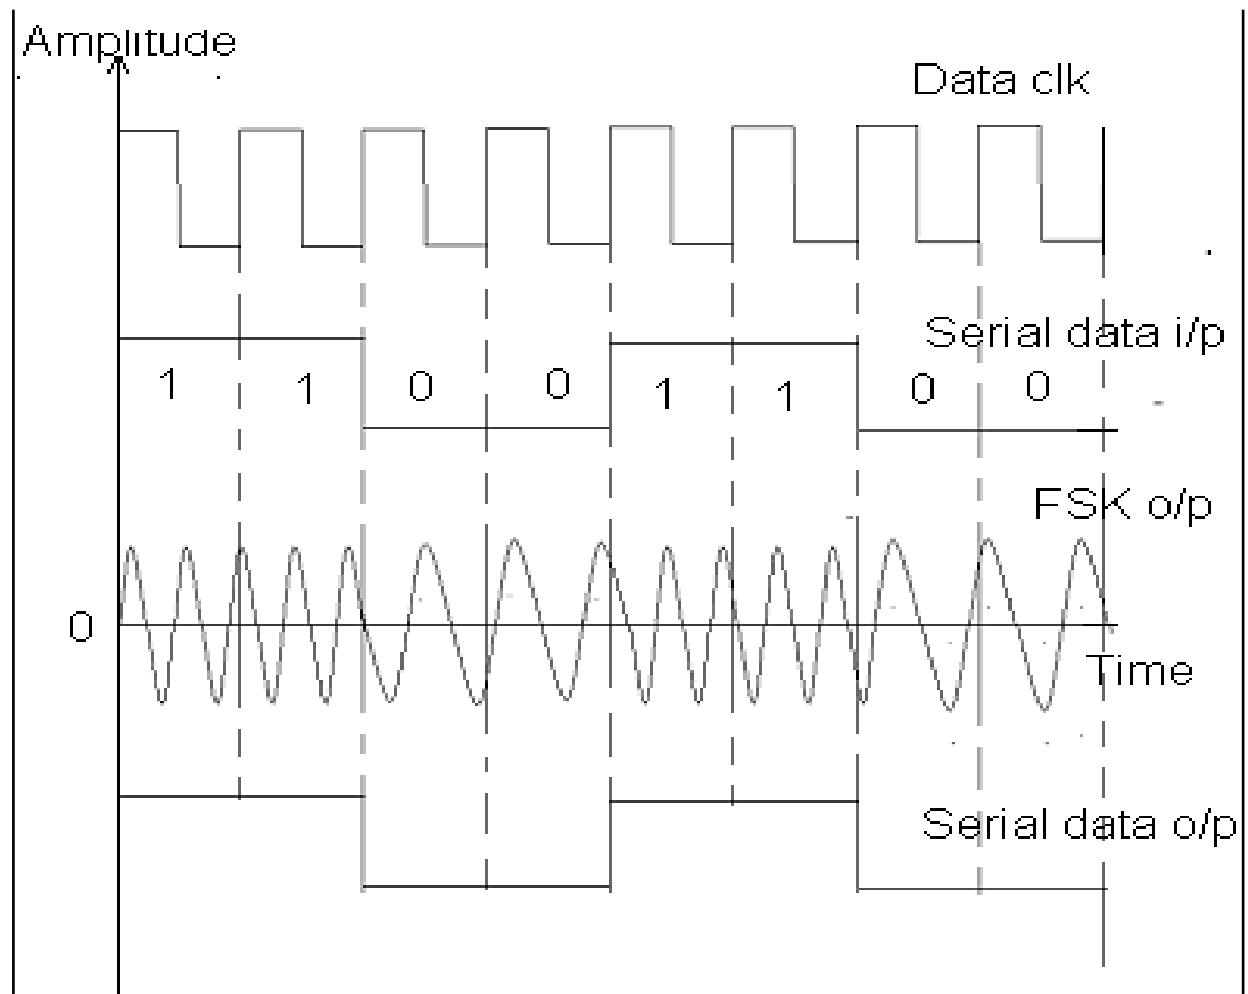 Amplitude
Data clk
Serial data i/p
1 1 0 0 1 1 0 0
FSK o/p
0
Time
Serial data o/p